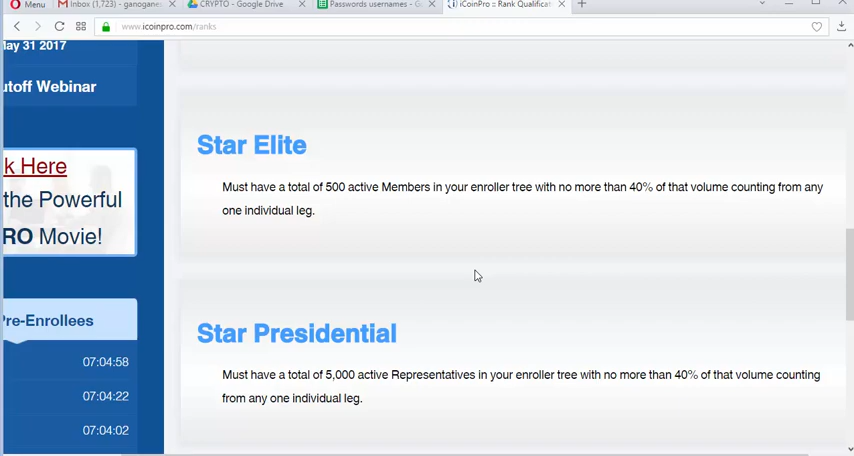 Menu
Inbox (1,723) - ganoganes
CRYPTO - Google Drive
Passwords usernames - G
iCoinPro :: Rank Qualificat
www.icoinpro.com/ranks
May 31 2017
utoff Webinar
k Here
the Powerful
RO Movie!
Pre-Enrollees
07:04:58
07:04:22
07:04:02
Star Elite
Must have a total of 500 active Members in your enroller tree with no more than 40% of that volume counting from any
one individual leg.
Star Presidential
Must have a total of 5,000 active Representatives in your enroller tree with no more than 40% of that volume counting
from any one individual leg.